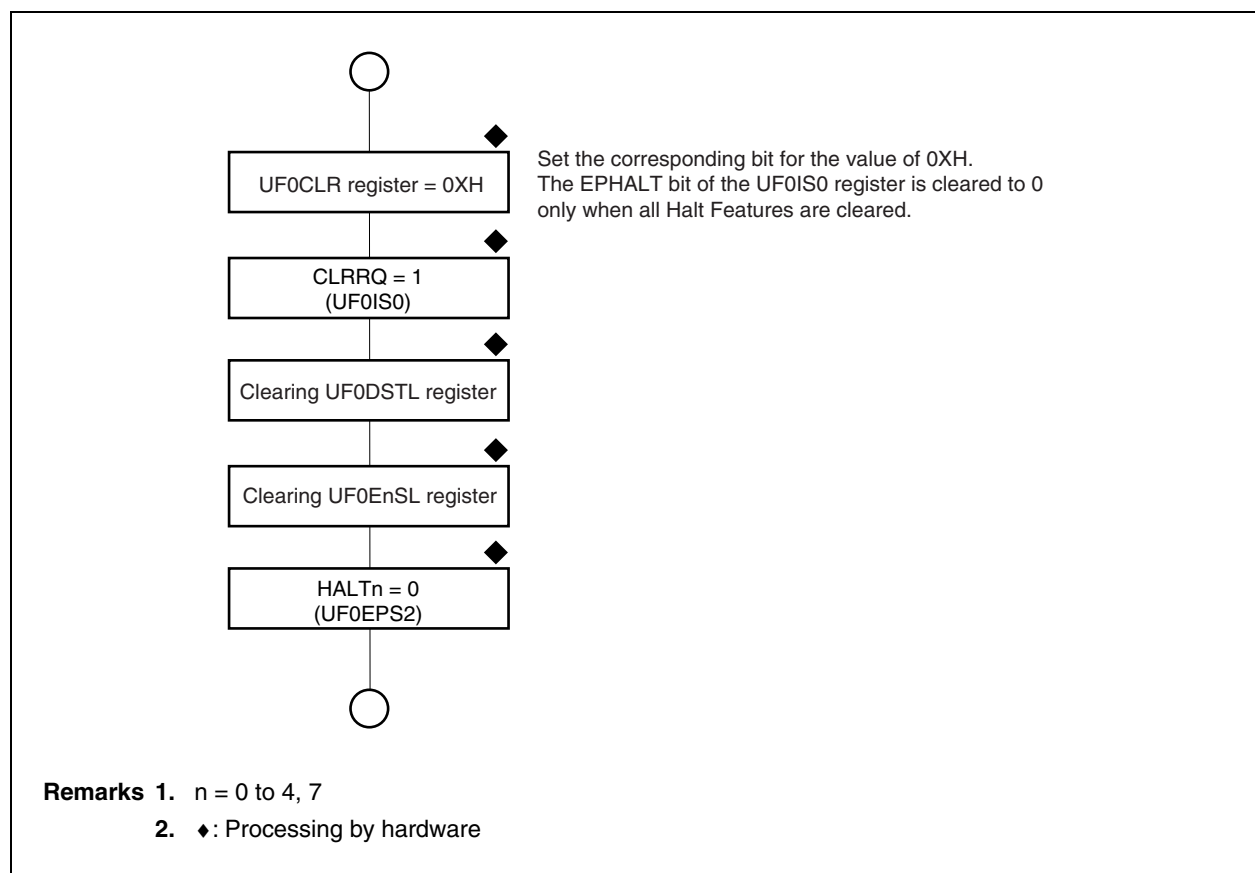 UF0CLR register = 0XH
Set the corresponding bit for the value of 0XH.
The EPHALT bit of the UF0IS0 register is cleared to 0
only when all Halt Features are cleared.
CLRRQ = 1
(UF0IS0)
Clearing UF0DSTL register
Clearing UF0EnSL register
HALTn = 0
(UF0EPS2)
Remarks 1. n = 0 to 4, 7
2. ♦: Processing by hardware